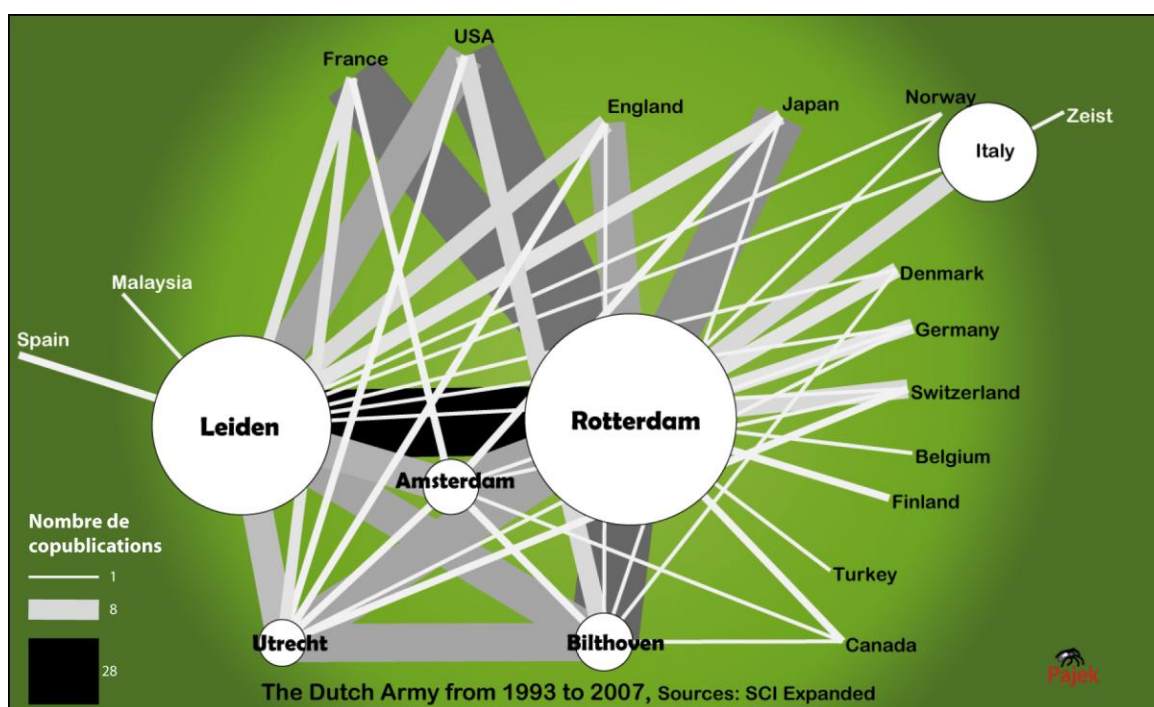 USA
France
England
Japan
Norway
Zeist
Italy
Malaysia
Denmark
Spain
Germany
Switzerland
Leiden
Rotterdam
Belgium
Amsterdam
Finland
Nombre de
copublications
1
8
28
Turkey
Utrecht
Bilthoven
Canada
Pajek
The Dutch Army from 1993 to 2007, Sources: SCI Expanded